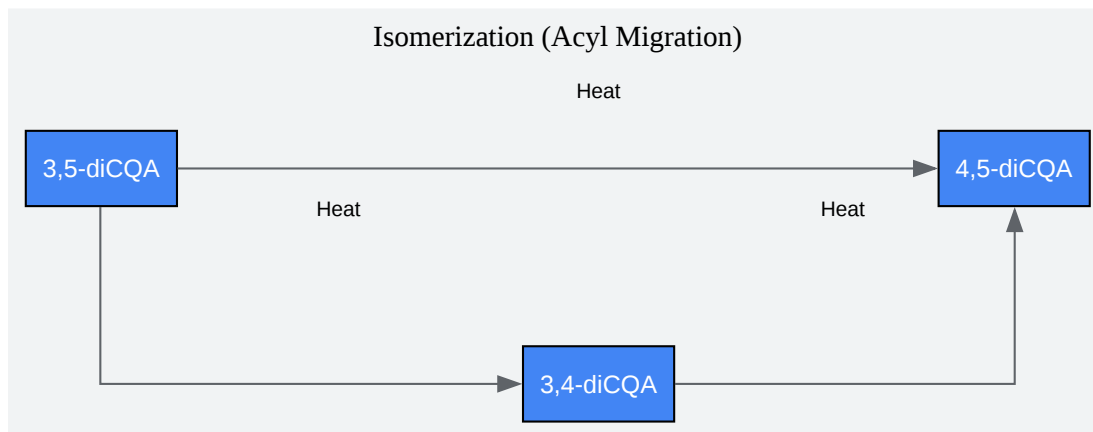 Isomerization (Acyl Migration)
Heat
3,5-diCQA
4,5-diCQA
Heat
Heat
3,4-diCQA